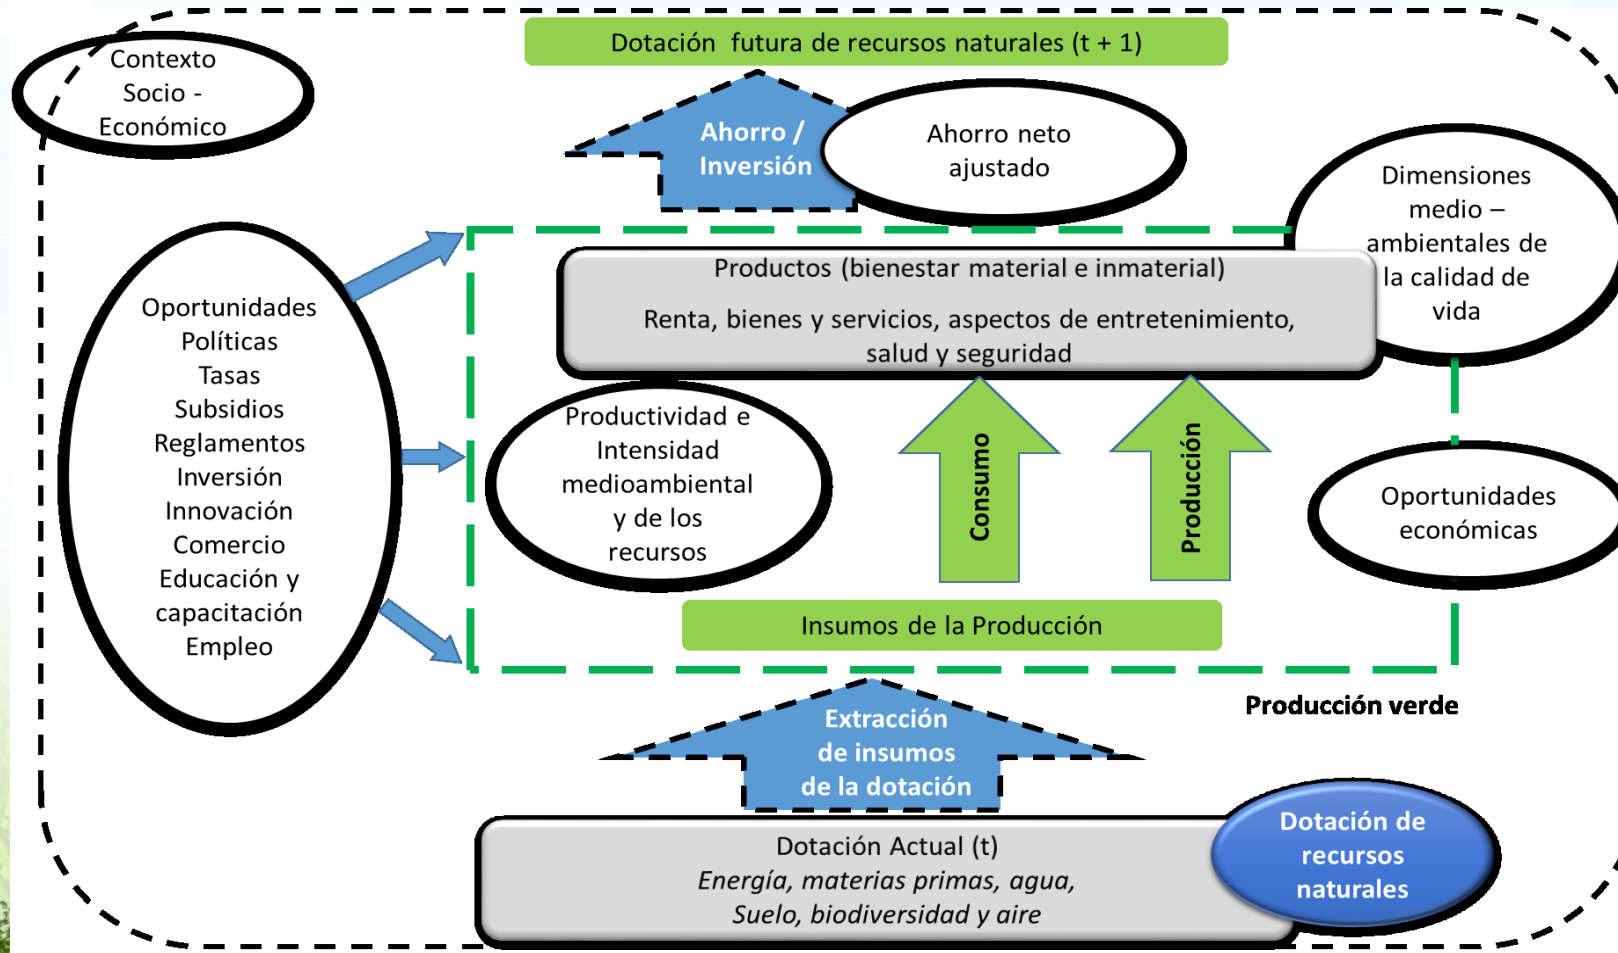 Dotación futura de recursos naturales (t + 1)
Contexto
Socio -
Económico
Ahorro /
Inversión
Ahorro neto
ajustado
Dimensiones
medio –
ambientales de
la calidad de
vida
Productos (bienestar material e inmaterial)
Renta, bienes y servicios, aspectos de entretenimiento,
salud y seguridad
Oportunidades
Políticas
Tasas
Subsidios
Reglamentos
Inversión
Innovación
Comercio
Educación y
capacitación
Empleo
Productividad e
Intensidad
medioambiental
y de los
recursos
Consumo
Producción
Oportunidades
económicas
Insumos de la Producción
Producción verde
Extracción
de insumos
de la dotación
Dotación Actual (t)
Energía, materias primas, agua,
Suelo, biodiversidad y aire
Dotación de
recursos
naturales